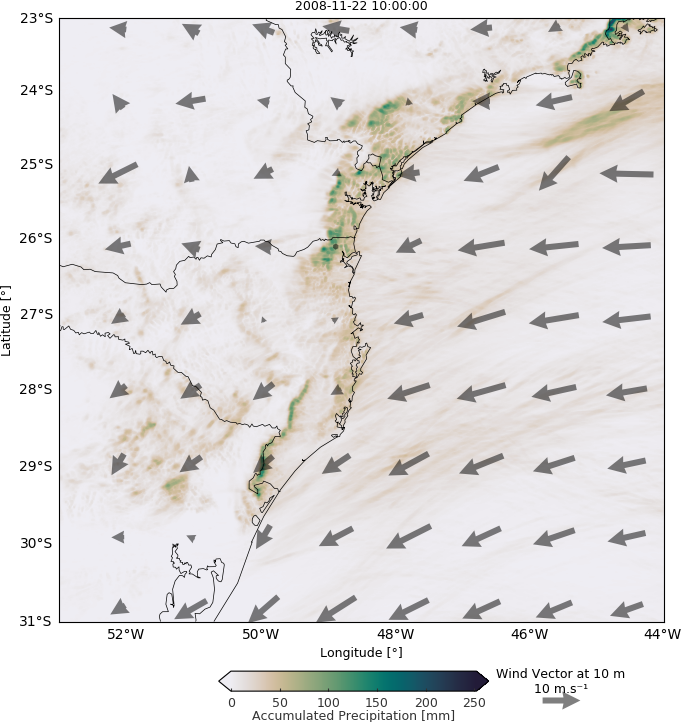 2008-11-22 10:00:00
23°S
24°S
25°S
26°S
27°S
28°S
29°S
30°S
31°S
Latitude [°]
52°W 50°W 48°W 46°W 44°W
Longitude [°]
0 50 100 150 200 250
Accumulated Precipitation [mm]
Wind Vector at 10 m
10 m.s⁻¹